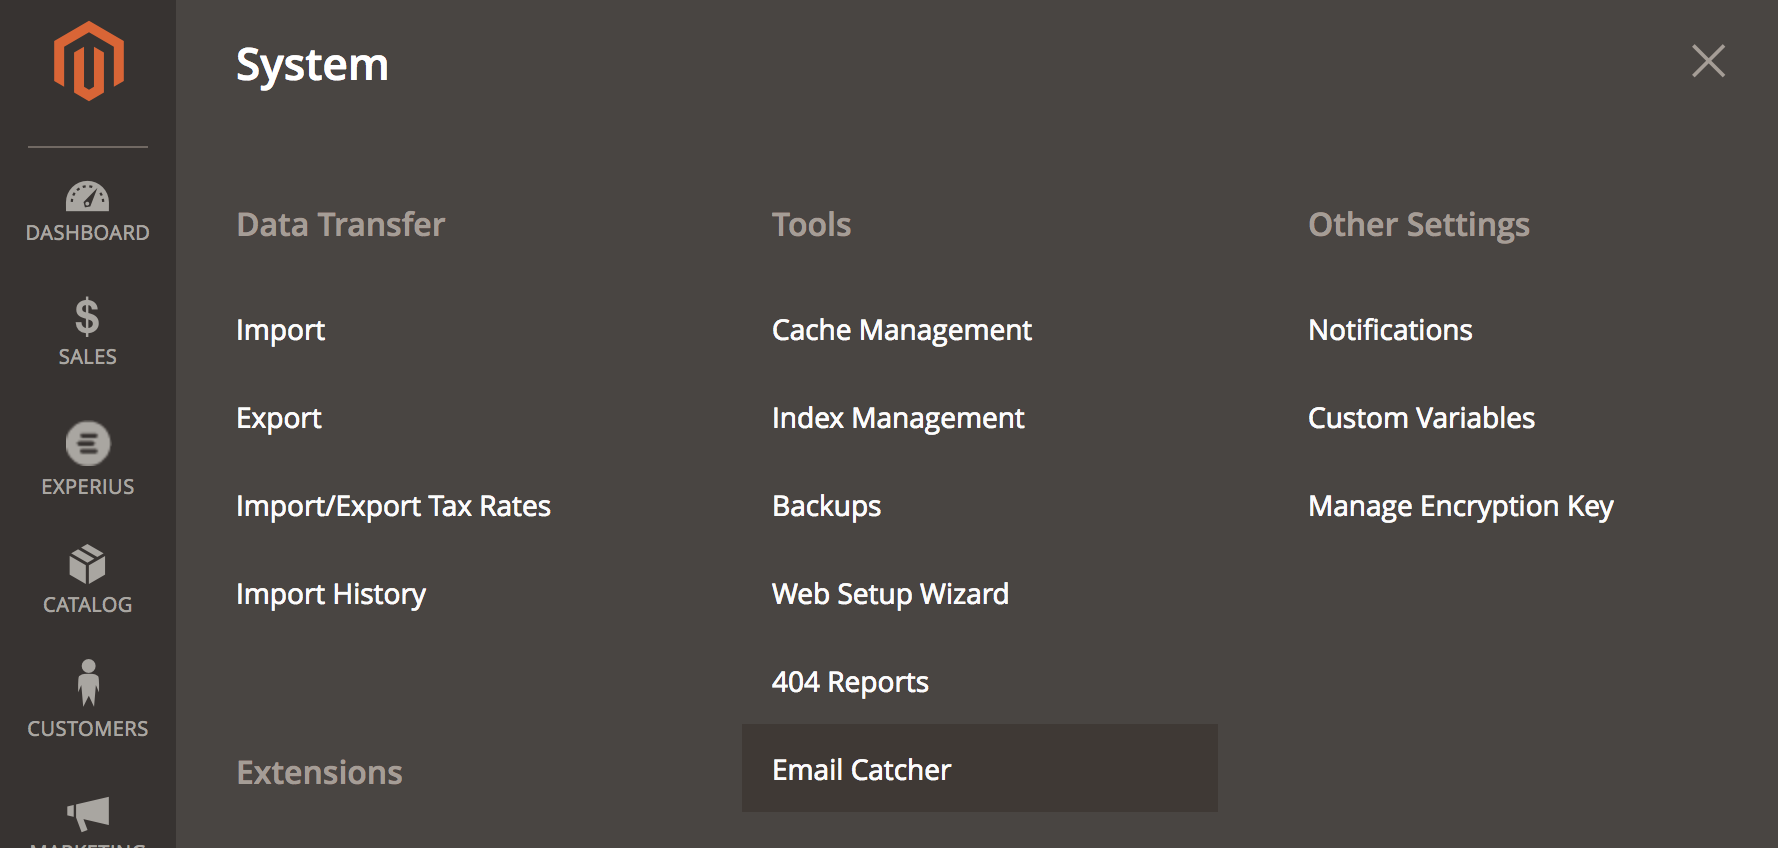 System
DASHBOARD
SALES
EXPERIUS
CATALOG
CUSTOMERS
MARKETING
Data Transfer
Import
Export
Import/Export Tax Rates
Import History
Extensions
Tools
Cache Management
Index Management
Backups
Web Setup Wizard
404 Reports
Email Catcher
Other Settings
Notifications
Custom Variables
Manage Encryption Key